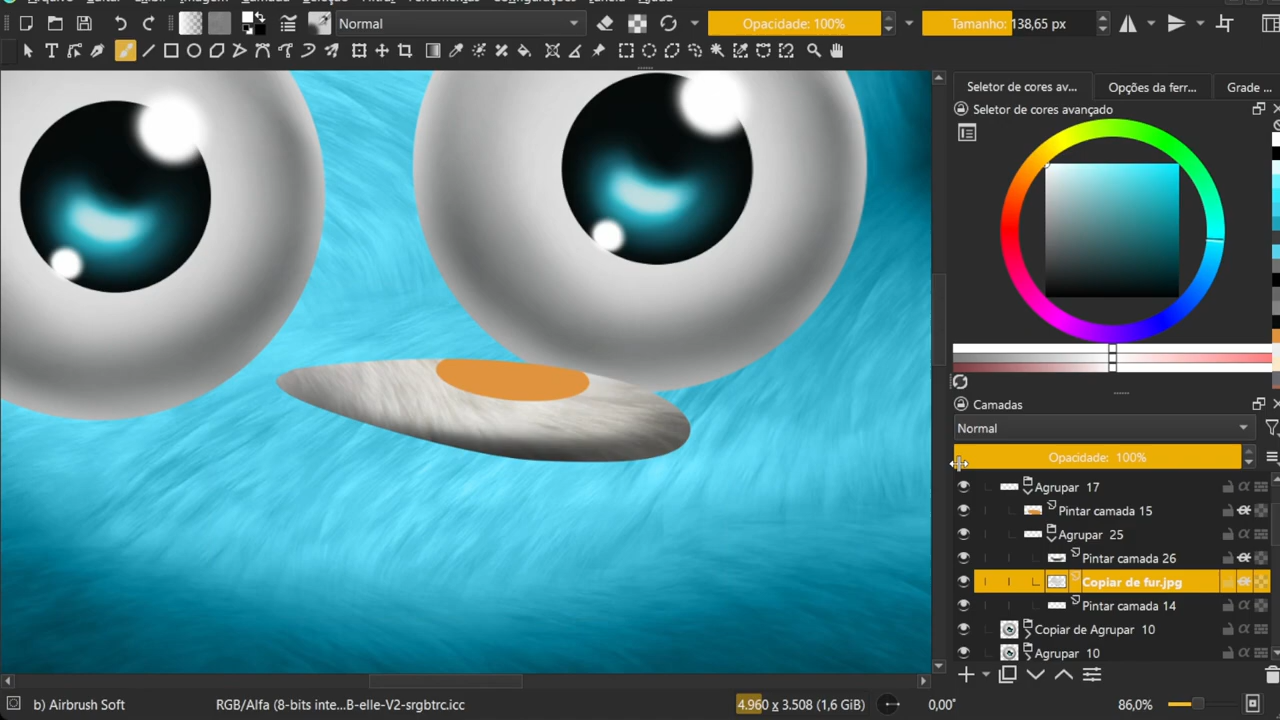 Normal
Opacidade: 100%
Tamanho: 138,65 px
Seletor de cores av...
Opções da ferr...
Grade ...
Seletor de cores avançado
Camadas
Normal
Opacidade: 100%
Agrupar 17
Pintar camada 15
Agrupar 25
Pintar camada 26
Copiar de fur.jpg
Pintar camada 14
Copiar de Agrupar 10
Agrupar 10
b) Airbrush Soft
RGB/Alfa (8-bits inte...B-elle-V2-srgbtrc.icc
4.960 x 3.508 (1,6 GiB)
0,00°
86,0%